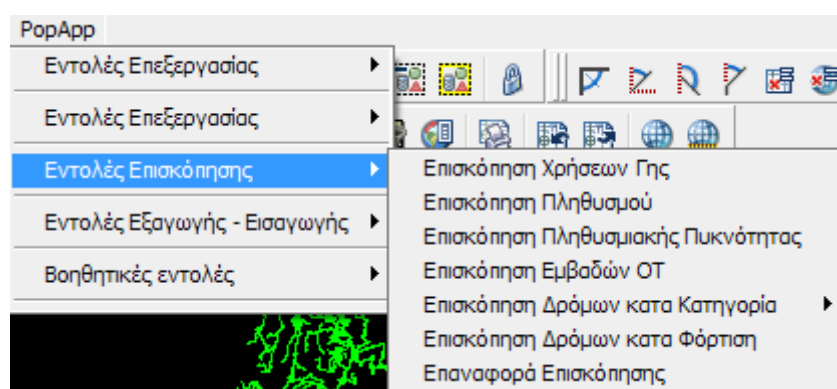 PopApp
Εντολές Επεξεργασίας
Εντολές Επεξεργασίας
Εντολές Επισκόπησης
Εντολές Εξαγωγής - Εισαγωγής
Βοηθητικές εντολές
Επισκόπηση Χρήσεων Γης
Επισκόπηση Πληθυσμού
Επισκόπηση Πληθυσμιακής Πυκνότητας
Επισκόπηση Εμβαδών ΟΤ
Επισκόπηση Δρόμων κατα Κατηγορία
Επισκόπηση Δρόμων κατα Φόρτιση
Επαναφορά Επισκόπησης